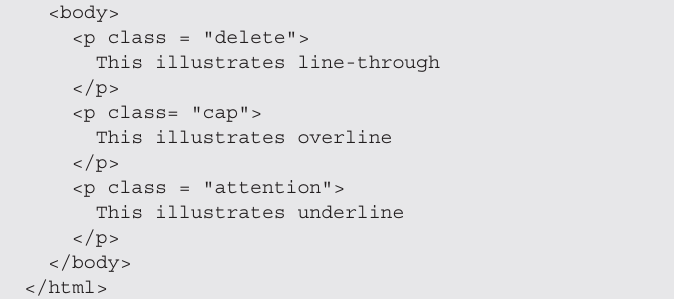 <body>
<p class = "delete">
This illustrates line-through
</p>
<p class= "cap">
This illustrates overline
</p>
<p class = "attention">
This illustrates underline
</p>
</body>
</html>